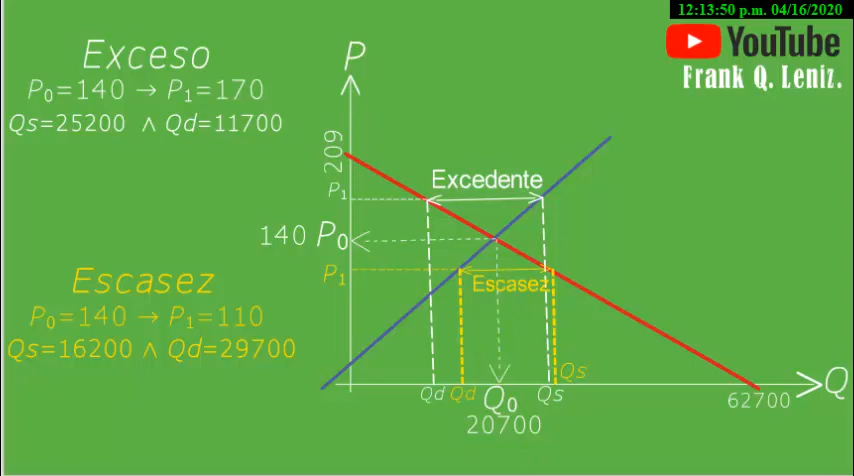 12:13:50 p.m. 04/16/2020
YouTube
Frank Q. Leniz.
Exceso
P₀=140 → P₁=170
Qs=25200 ∧ Qd=11700
Escasez
P₀=140 → P₁=110
Qs=16200 ∧ Qd=29700
P
209
P₁
Excedente
140 P₀
P₁
Escasez
Qs
Qd
Qd
Q₀
Qs
20700
62700
Q